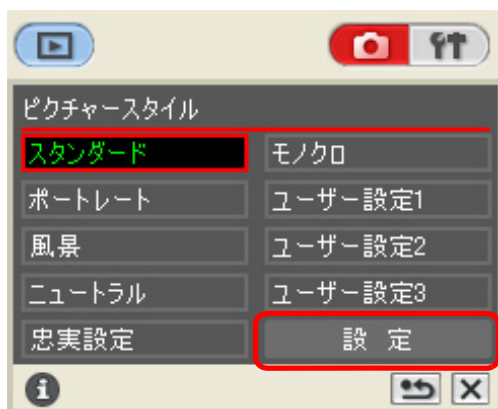 ピクチャースタイル
スタンダード
モノクロ
ポートレート
ユーザー設定1
風景
ユーザー設定2
ニュートラル
ユーザー設定3
忠実設定
設 定